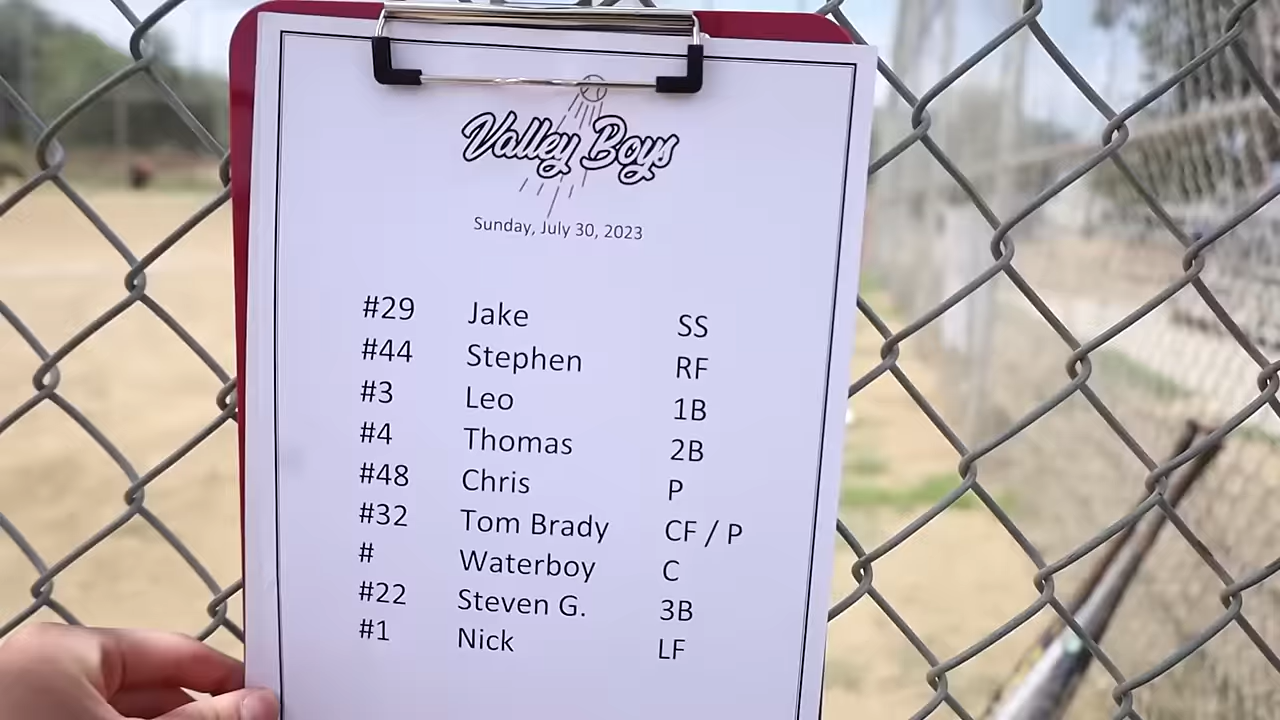 Valley Boys
Sunday, July 30, 2023
#29 Jake SS
#44 Stephen RF
#3 Leo 1B
#4 Thomas 2B
#48 Chris P
#32 Tom Brady CF / P
# Waterboy C
#22 Steven G. 3B
#1 Nick LF